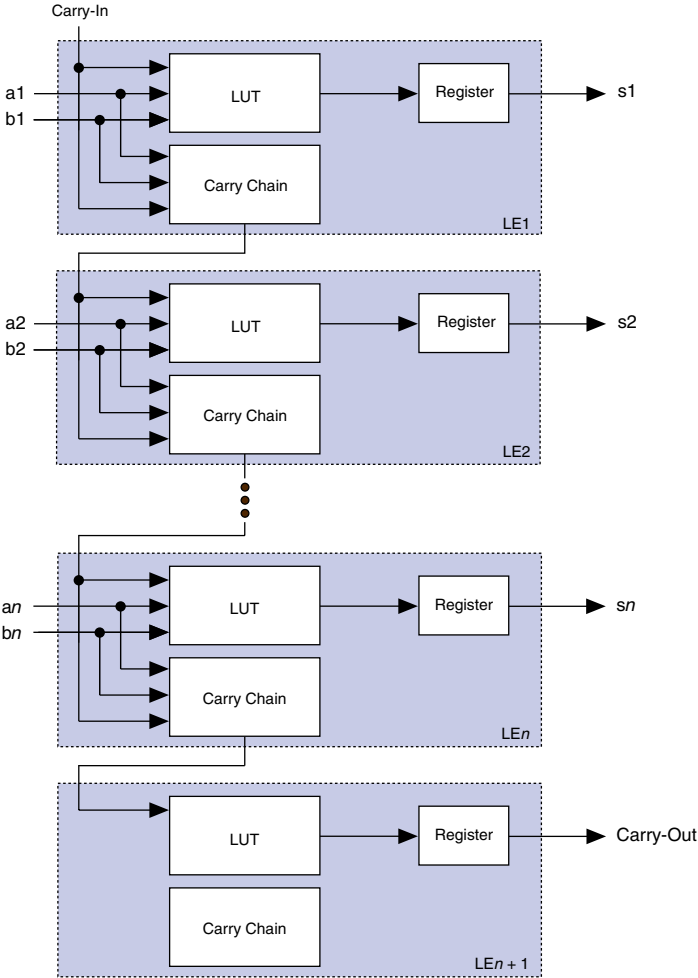 Carry-In
a1
b1
LUT
Register
s1
Carry Chain
LE1
a2
b2
LUT
Register
s2
Carry Chain
LE2
an
bn
LUT
Register
sn
Carry Chain
LEn
LUT
Register
Carry-Out
Carry Chain
LEn + 1